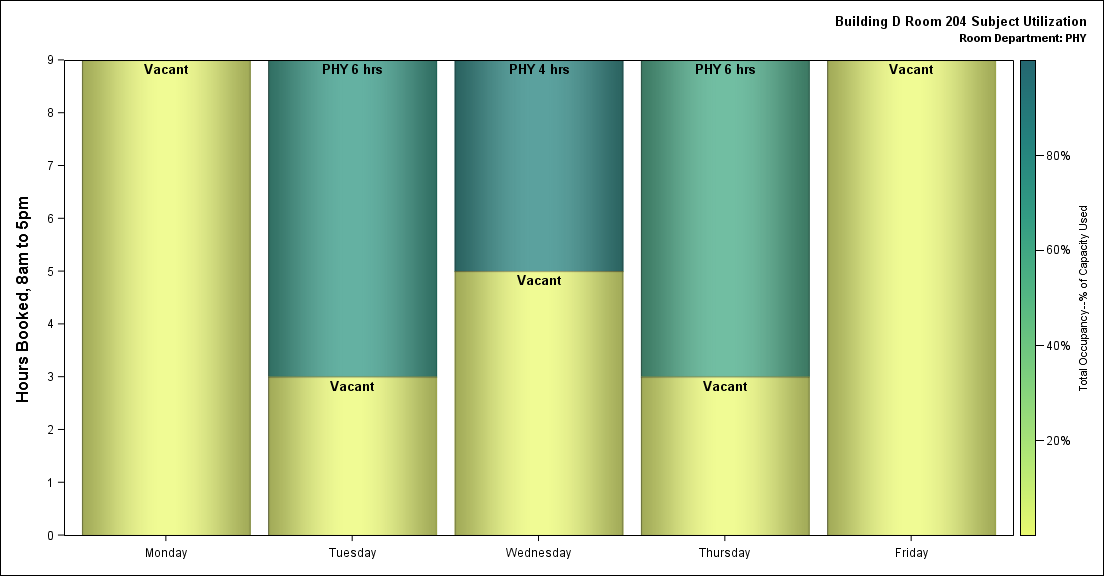 Building D Room 204 Subject Utilization
Room Department: PHY
Hours Booked, 8am to 5pm
9
8
7
6
5
4
3
2
1
0
Vacant
PHY 6 hrs
PHY 4 hrs
PHY 6 hrs
Vacant
Vacant
Vacant
Vacant
Monday
Tuesday
Wednesday
Thursday
Friday
80%
60%
40%
20%
Total Occupancy--% of Capacity Used